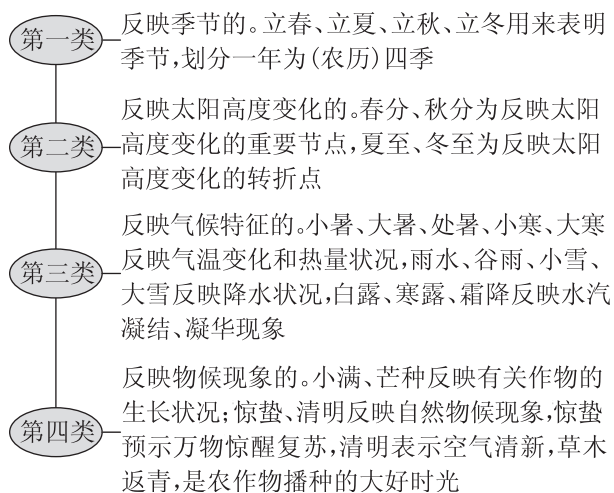 第一类
反映季节的。立春、立夏、立秋、立冬用来表明
季节,划分一年为(农历)四季
第二类
反映太阳高度变化的。春分、秋分为反映太阳
高度变化的重要节点,夏至、冬至为反映太阳
高度变化的转折点
第三类
反映气候特征的。小暑、大暑、处暑、小寒、大寒
反映气温变化和热量状况,雨水、谷雨、小雪、
大雪反映降水状况,白露、寒露、霜降反映水汽
凝结、凝华现象
第四类
反映物候现象的。小满、芒种反映有关作物的
生长状况;惊蛰、清明反映自然物候现象,惊蛰
预示万物惊醒复苏,清明表示空气清新,草木
返青,是农作物播种的大好时光